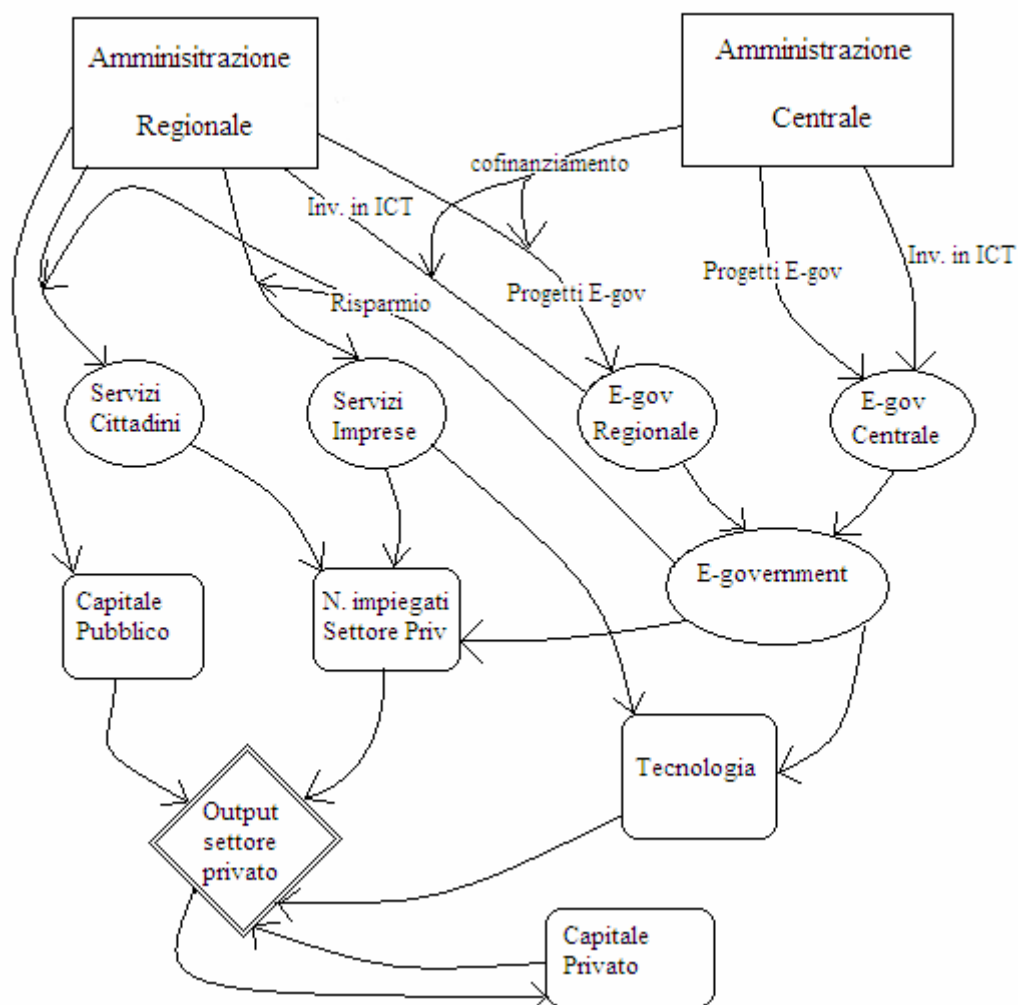 Amminisitrazione
Regionale
Amministrazione
Centrale
cofinanziamento
Inv. in ICT
Inv. in ICT
Progetti E-gov
Progetti E-gov
Risparmio
Servizi
Cittadini
Servizi
Imprese
E-gov
Regionale
E-gov
Centrale
E-government
Capitale
Pubblico
N. impiegati
Settore Priv
Tecnologia
Output
settore
privato
Capitale
Privato